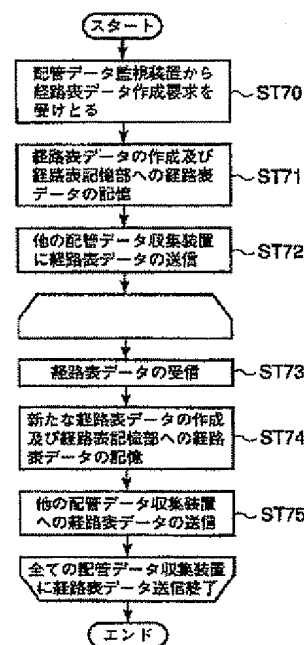 スタート
配管データ監視装置から
経路表データ作成要求を
受けとる
ST70
経路表データの作成及び
経路表記憶部への経路表
データの記憶
ST71
他の配管データ収集装置
に経路表データの送信
ST72
経路表データの受信
ST73
新たな経路表データの作成
及び経路表記憶部への経路
表データの記憶
ST74
他の配管データ収集装置
への経路表データの送信
ST75
全ての配管データ収集装置
に経路表データ送信終了
エンド